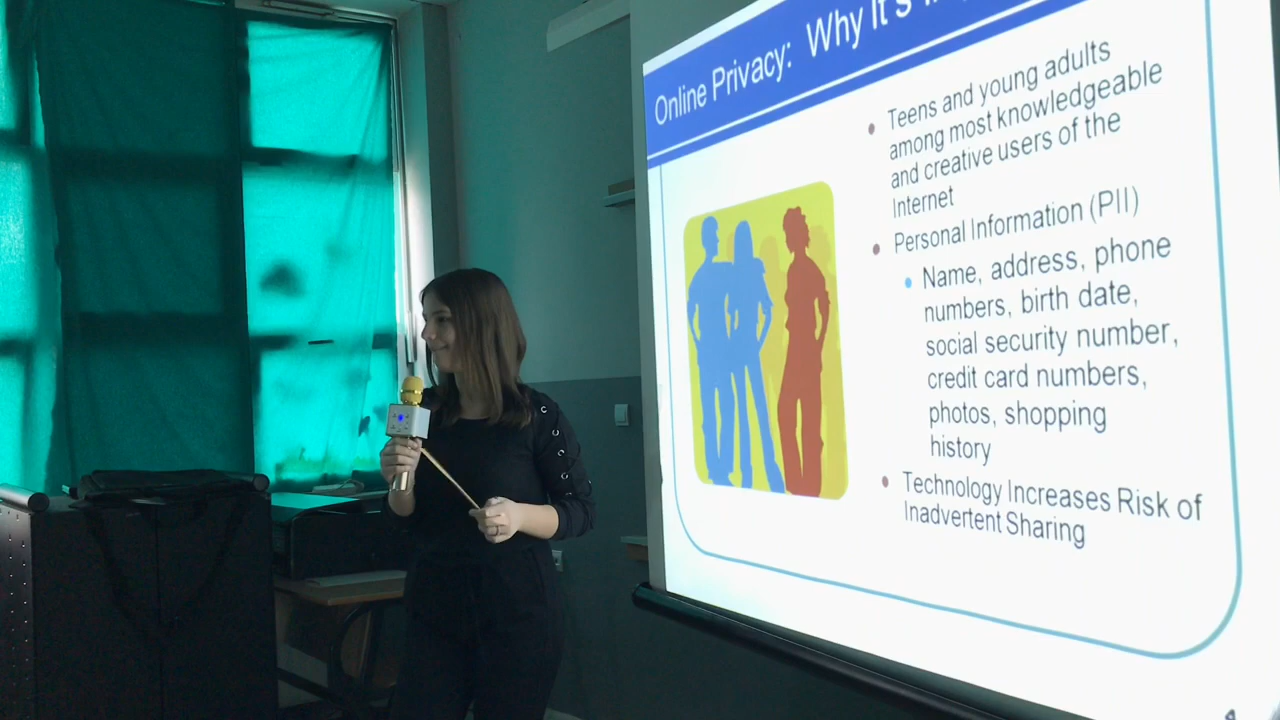 Online Privacy: Why It's
Teens and young adults
among most knowledgeable
and creative users of the
Internet
Personal Information (PII)
Name, address, phone
numbers, birth date,
social security number,
credit card numbers,
photos, shopping
history
Technology Increases Risk of
Inadvertent Sharing